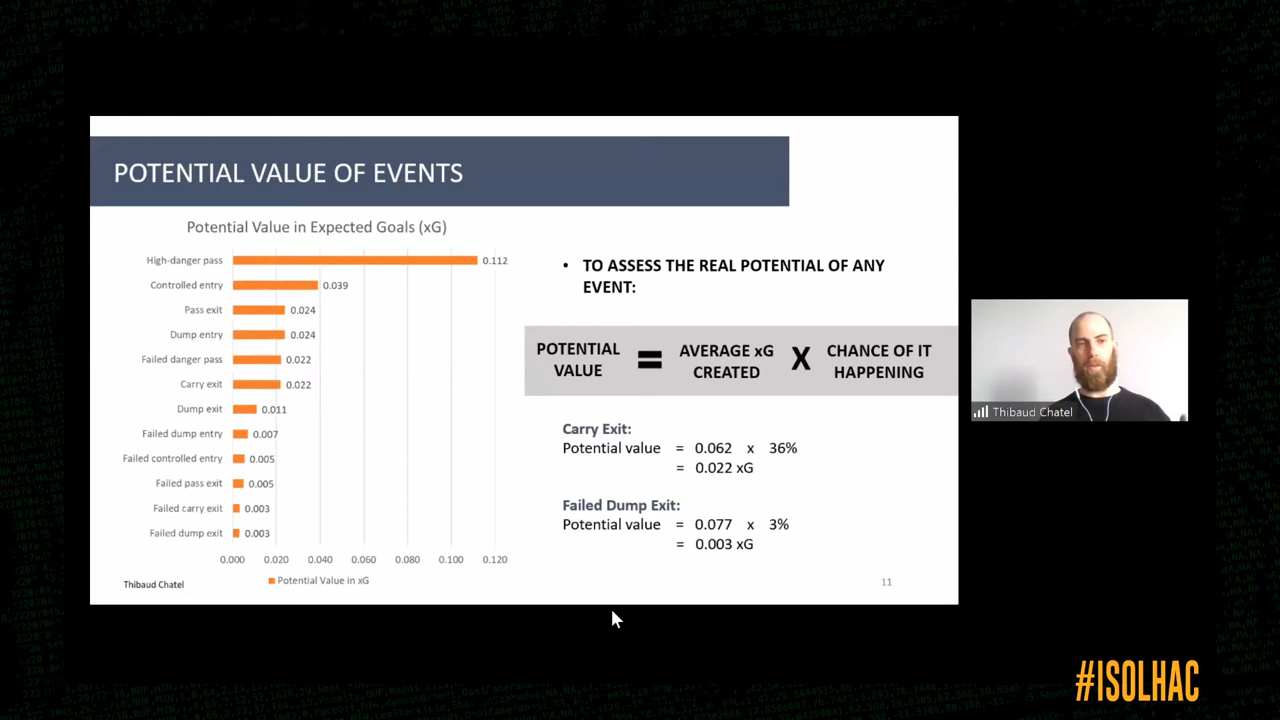 POTENTIAL VALUE OF EVENTS
Potential Value in Expected Goals (xG)
High-danger pass 0.112
Controlled entry 0.039
Pass exit 0.024
Dump entry 0.024
Failed danger pass 0.022
Carry exit 0.022
Dump exit 0.011
Failed dump entry 0.007
Failed controlled entry 0.005
Failed pass exit 0.005
Failed carry exit 0.003
Failed dump exit 0.003
0.000 0.020 0.040 0.060 0.080 0.100 0.120
Potential Value in xG
Thibaud Chatel
• TO ASSESS THE REAL POTENTIAL OF ANY
EVENT:
POTENTIAL
VALUE
=
AVERAGE xG
CREATED
X
CHANCE OF IT
HAPPENING
Carry Exit:
Potential value = 0.062 x 36%
= 0.022 xG
Failed Dump Exit:
Potential value = 0.077 x 3%
= 0.003 xG
11
Thibaud Chatel
#ISOLHAC